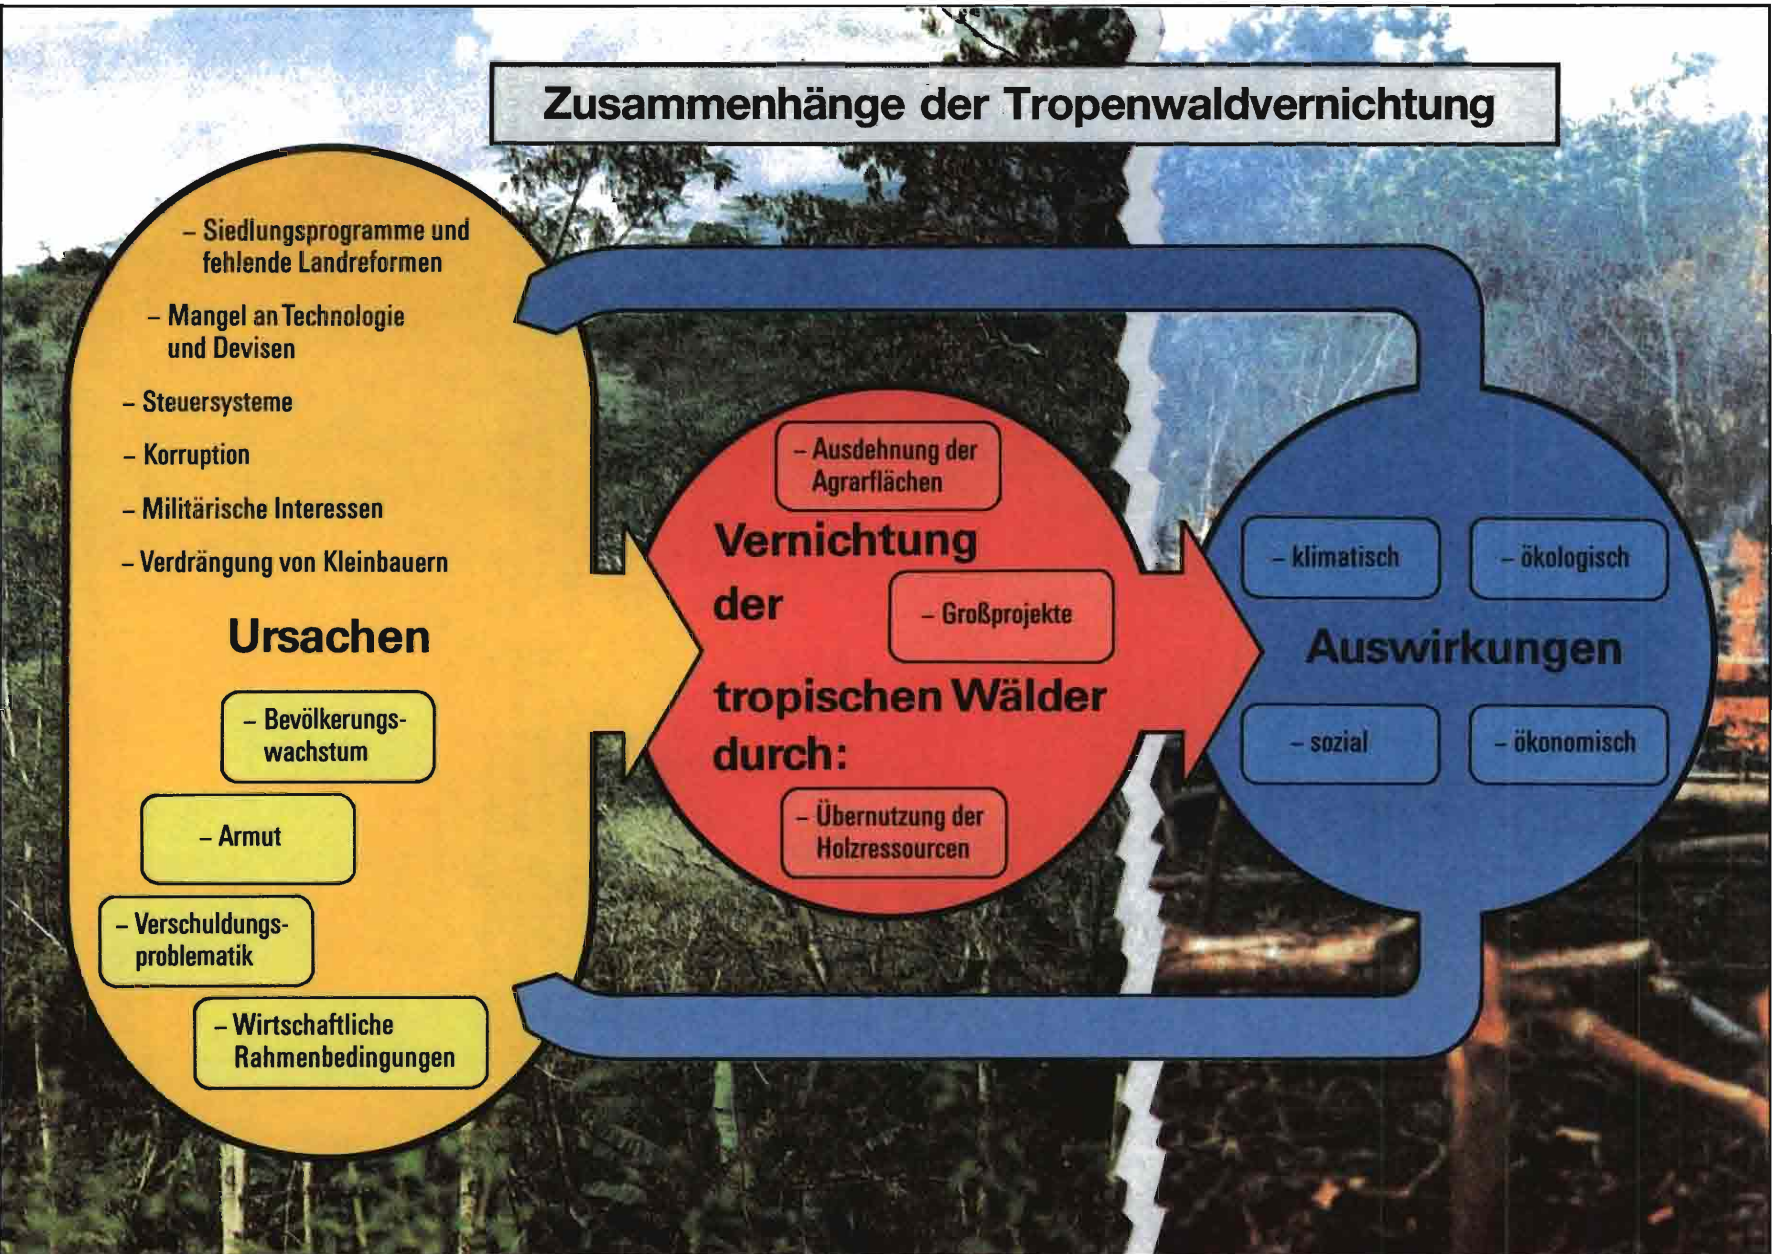 Zusammenhänge der Tropenwaldvernichtung
– Siedlungsprogramme und
fehlende Landreformen
– Mangel an Technologie
und Devisen
– Steuersysteme
– Korruption
– Militärische Interessen
– Verdrängung von Kleinbauern
Ursachen
– Bevölkerungs-
wachstum
– Armut
– Verschuldungs-
problematik
– Wirtschaftliche
Rahmenbedingungen
– Ausdehnung der
Agrarflächen
Vernichtung
der
– Großprojekte
tropischen Wälder
durch:
– Übernutzung der
Holzressourcen
– klimatisch
– ökologisch
Auswirkungen
– sozial
– ökonomisch